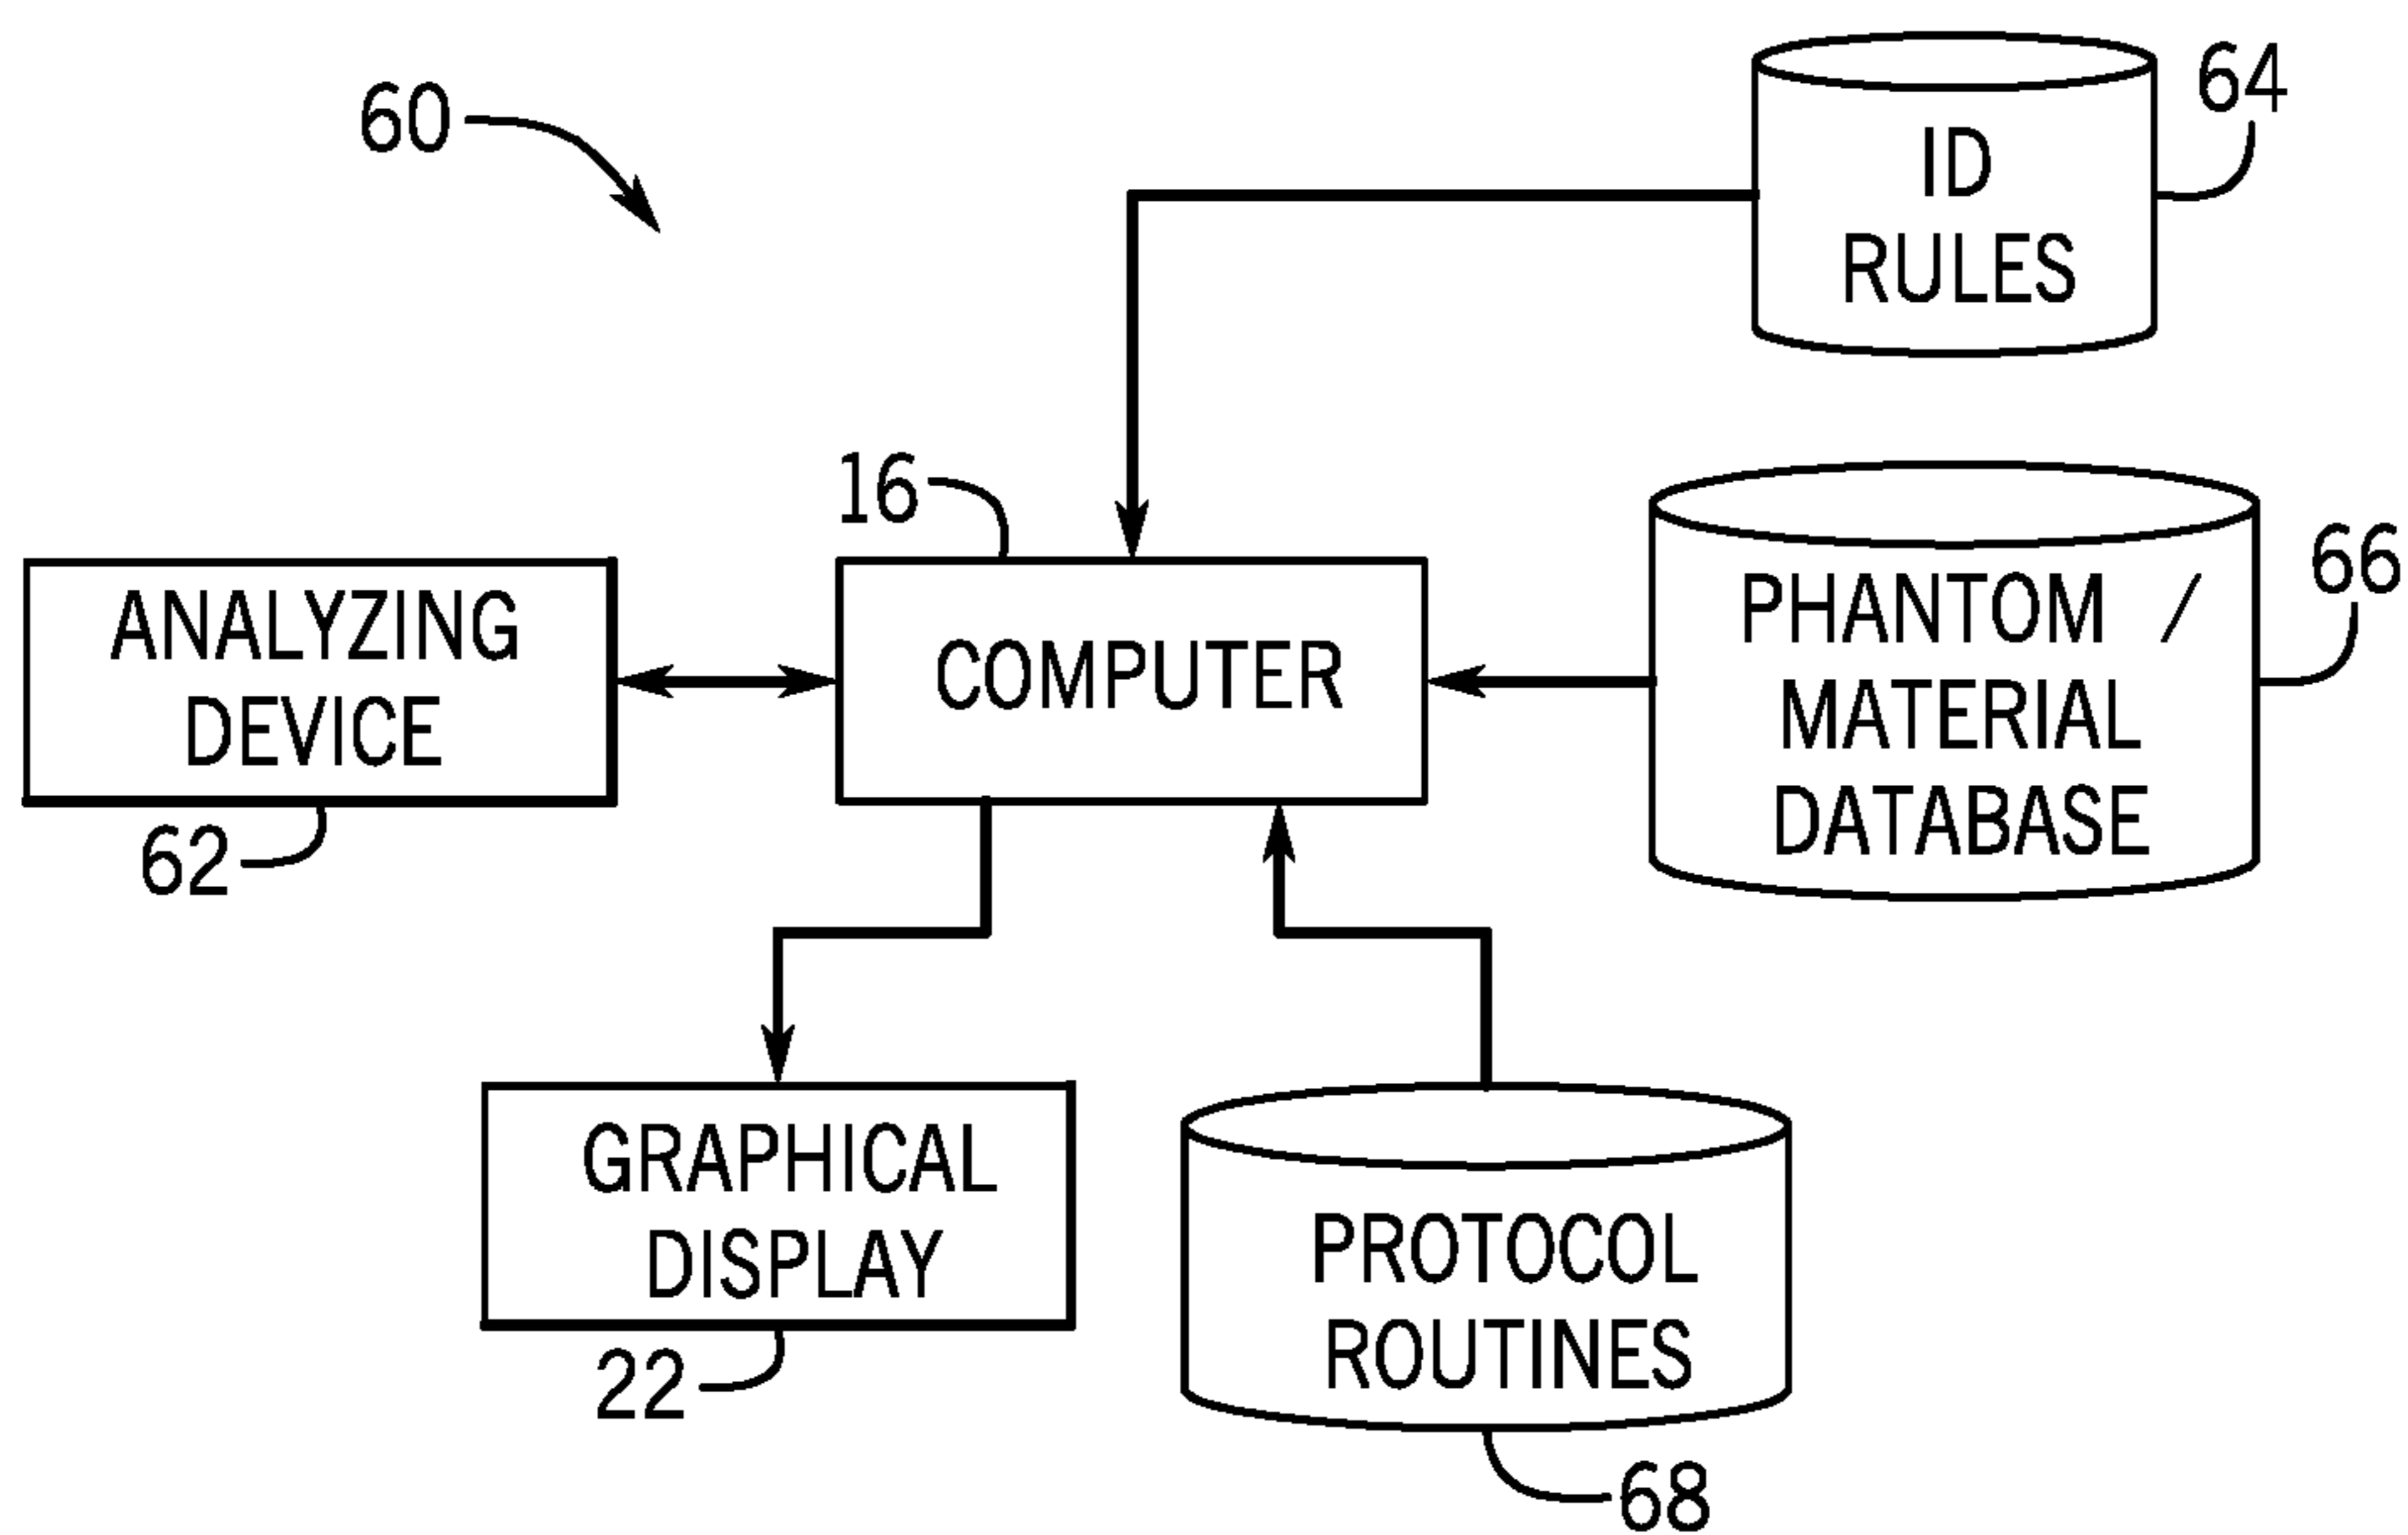 60
64
ID
RULES
16
66
ANALYZING
DEVICE
COMPUTER
PHANTOM /
MATERIAL
DATABASE
62
GRAPHICAL
DISPLAY
PROTOCOL
ROUTINES
22
68